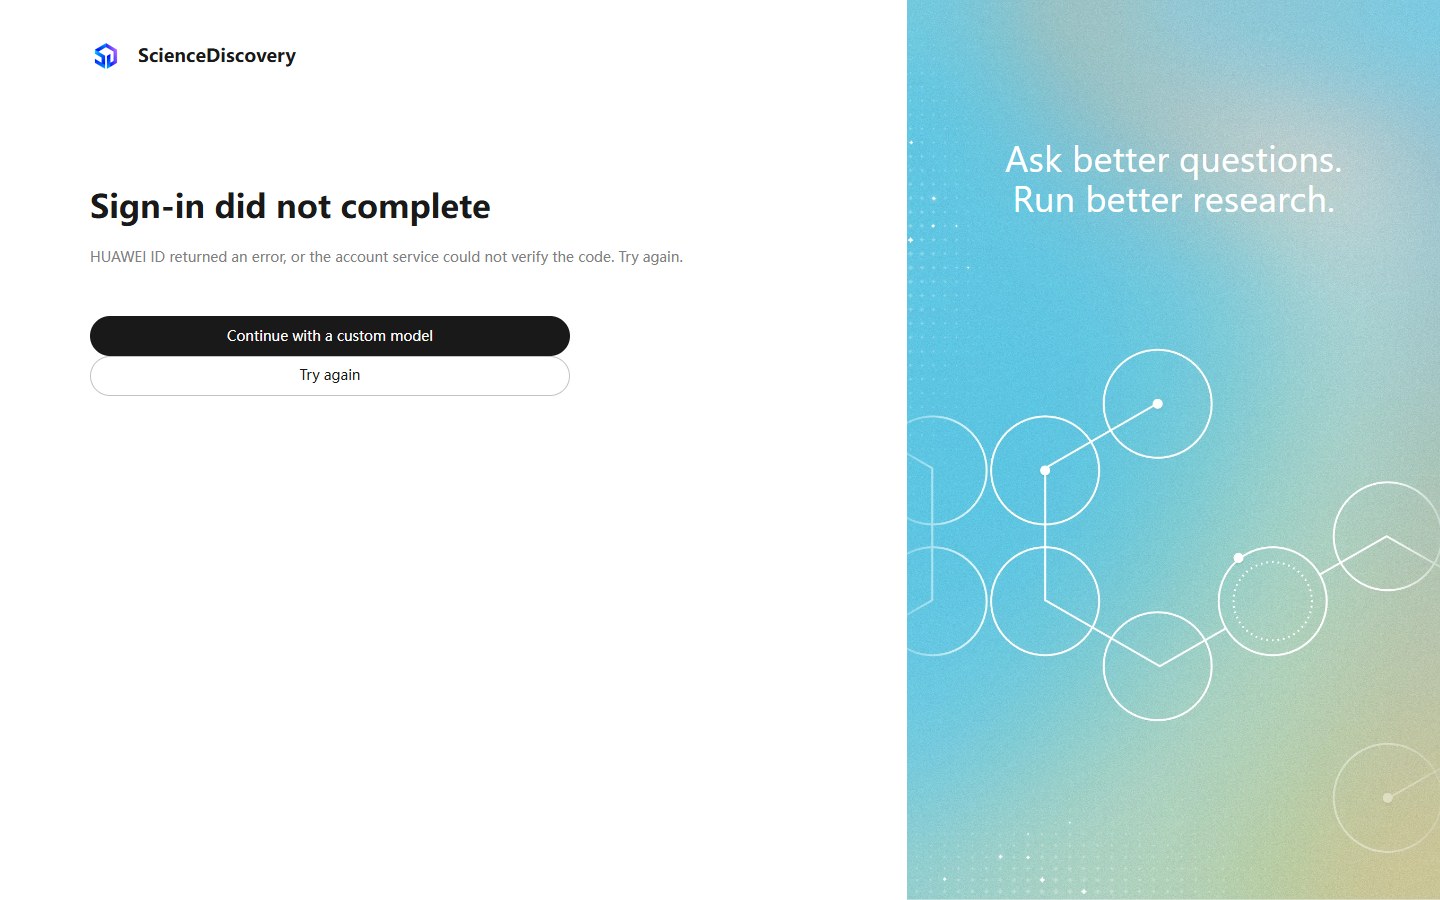 ScienceDiscovery
Sign-in did not complete
HUAWEI ID returned an error, or the account service could not verify the code. Try again.
Continue with a custom model
Try again
Ask better questions.
Run better research.